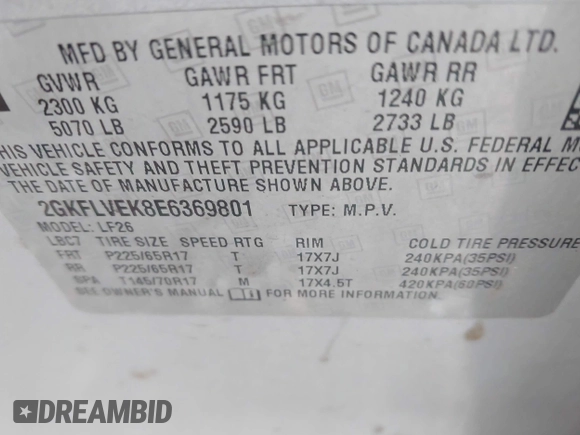 MFD BY GENERAL MOTORS OF CANADA LTD.
GVWR GAWR FRT GAWR RR
2300 KG 1175 KG 1240 KG
5070 LB 2590 LB 2733 LB
THIS VEHICLE CONFORMS TO ALL APPLICABLE U.S. FEDERAL M
VEHICLE SAFETY AND THEFT PREVENTION STANDARDS IN EFFEC
THE DATE OF MANUFACTURE SHOWN ABOVE.
2GKFLVEK8E6369801 TYPE: M.P.V.
MODEL: LF26
LBC7 TIRE SIZE SPEED RTG RIM COLD TIRE PRESSURE
FRT P225/65R17 T 17X7J 240KPA(35PSI)
RR P225/65R17 T 17X7J 240KPA(35PSI)
SPA T145/70R17 M 17X4.5T 420KPA(60PSI)
SEE OWNER'S MANUAL FOR MORE INFORMATION
DREAMBID